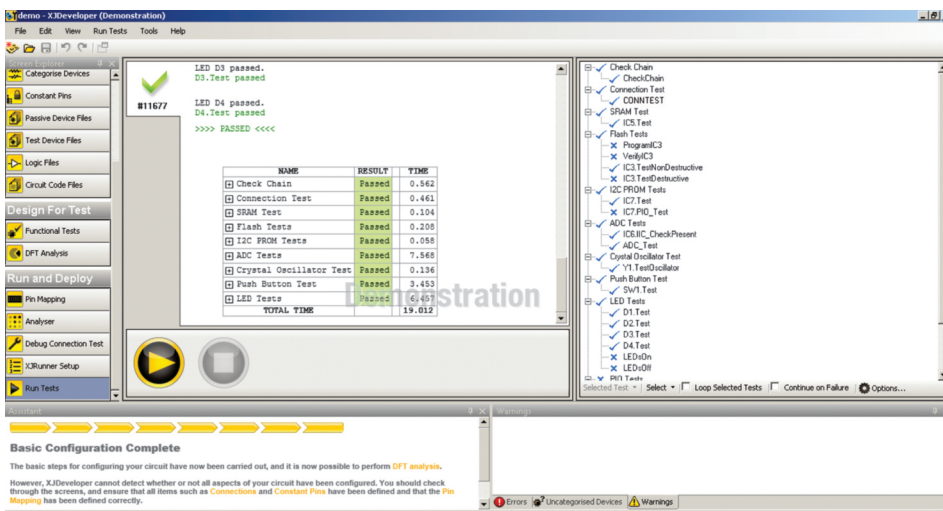 demo - XJDeveloper (Demonstration)
File Edit View Run Tests Tools Help
Screen Explorer
Categorise Devices
Constant Pins
Passive Device Files
Test Device Files
Logic Files
Circuit Code Files
Design For Test
Functional Tests
DFT Analysis
Run and Deploy
Pin Mapping
Analyser
Debug Connection Test
XJRunner Setup
Run Tests
#11677
LED D3 passed.
D3.Test passed
LED D4 passed.
D4.Test passed
>>>> PASSED <<<<
NAME RESULT TIME
Check Chain Passed 0.562
Connection Test Passed 0.461
SRAM Test Passed 0.104
Flash Tests Passed 0.208
I2C PROM Tests Passed 0.058
ADC Tests Passed 7.568
Crystal Oscillator Test Passed 0.136
Push Button Test Passed 3.453
LED Tests Passed 6.457
TOTAL TIME 19.012
Demonstration
Check Chain
CheckChain
Connection Test
CONNTEST
SRAM Test
IC5.Test
Flash Tests
ProgramIC3
VerifyIC3
IC3.TestNonDestructive
IC3.TestDestructive
I2C PROM Tests
IC7.Test
IC7.PIO_Test
ADC Tests
IC6.IIC_CheckPresent
ADC_Test
Crystal Oscillator Test
Y1.TestOscillator
Push Button Test
SW1.Test
LED Tests
D1.Test
D2.Test
D3.Test
D4.Test
LEDsOn
LEDsOff
PIO Tests
Selected Test Select Loop Selected Tests Continue on Failure Options...
Assistant
Basic Configuration Complete
The basic steps for configuring your circuit have now been carried out, and it is now possible to perform DFT analysis.
However, XJDeveloper cannot detect whether or not all aspects of your circuit have been configured. You should check
through the screens, and ensure that all items such as Connections and Constant Pins have been defined and that the Pin
Mapping has been defined correctly.
Warnings
Errors Uncategorised Devices Warnings